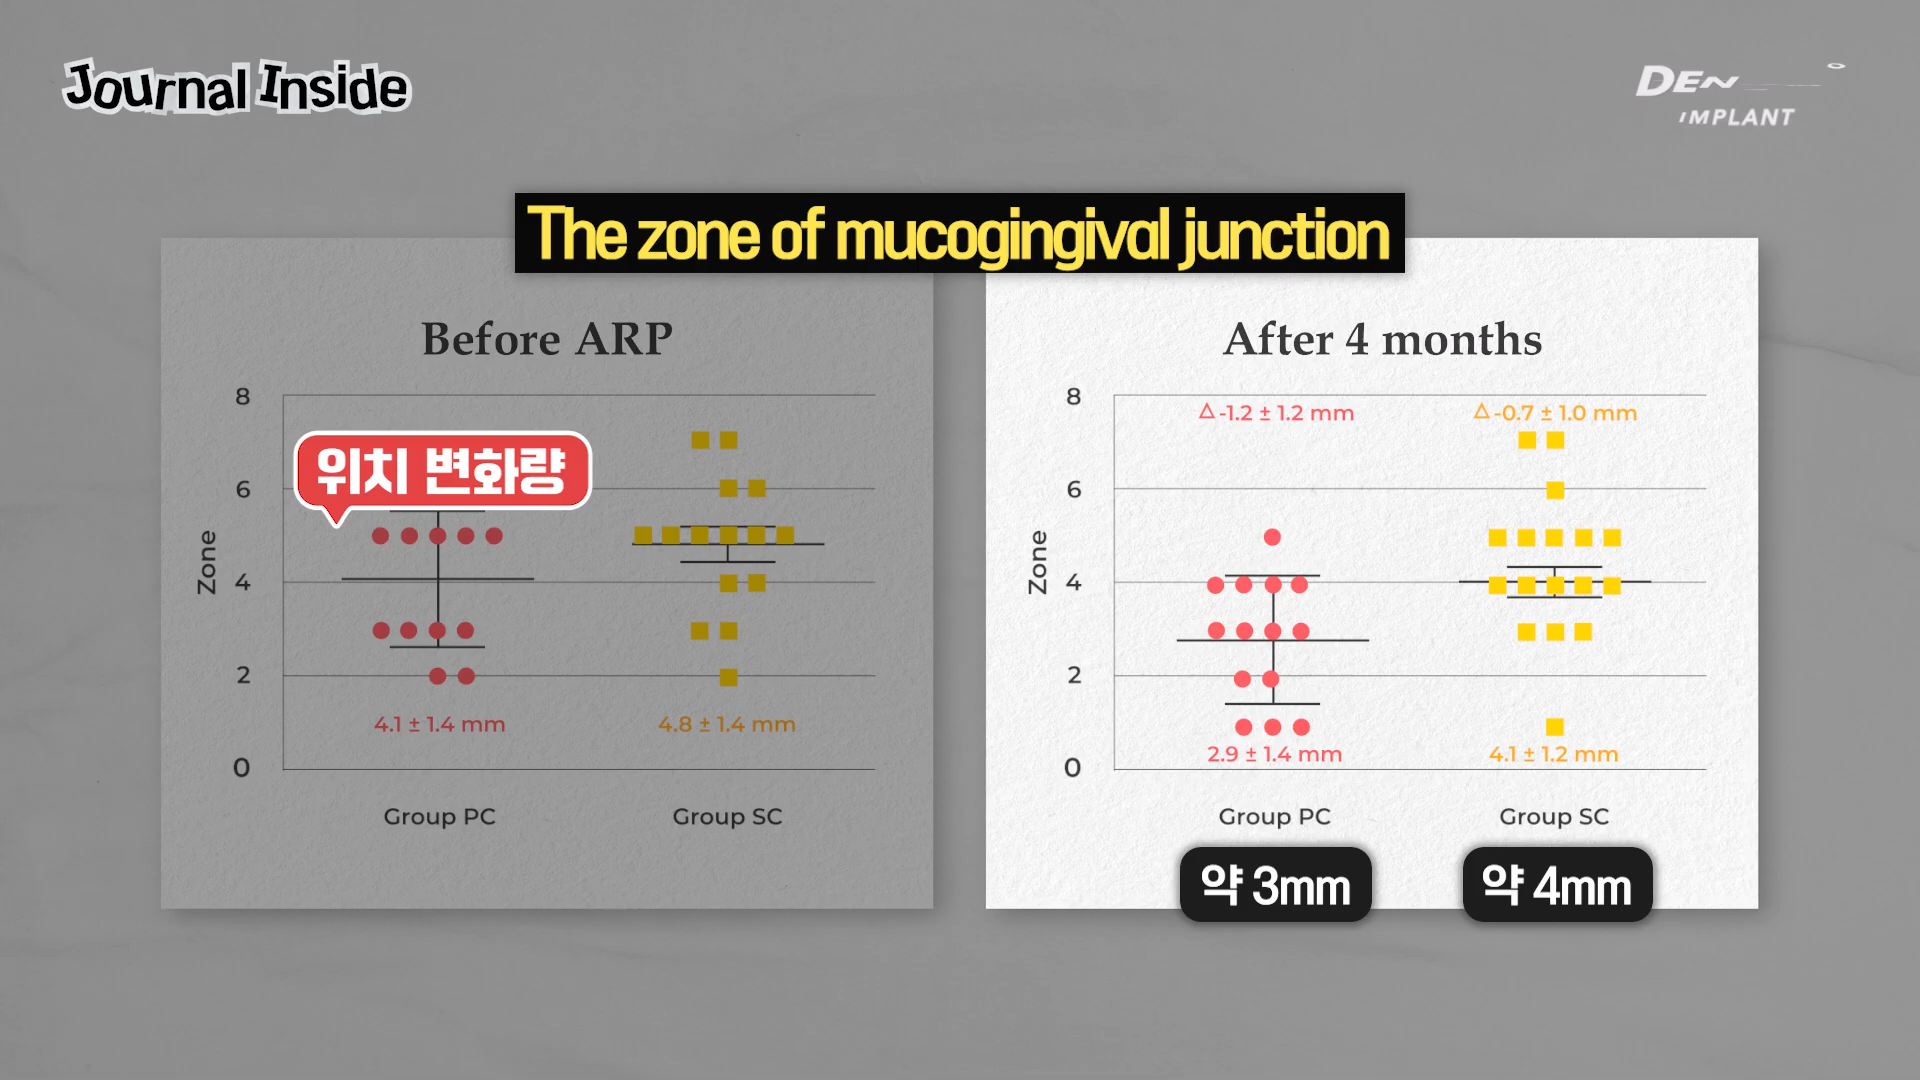 Journal Inside
DEN
IMPLANT
The zone of mucogingival junction
Before ARP
8
6
4
2
0
Zone
위치 변화량
4.1 ± 1.4 mm
4.8 ± 1.4 mm
Group PC
Group SC
After 4 months
8
6
4
2
0
Zone
△ -1.2 ± 1.2 mm
△ -0.7 ± 1.0 mm
2.9 ± 1.4 mm
4.1 ± 1.2 mm
Group PC
Group SC
약 3mm
약 4mm